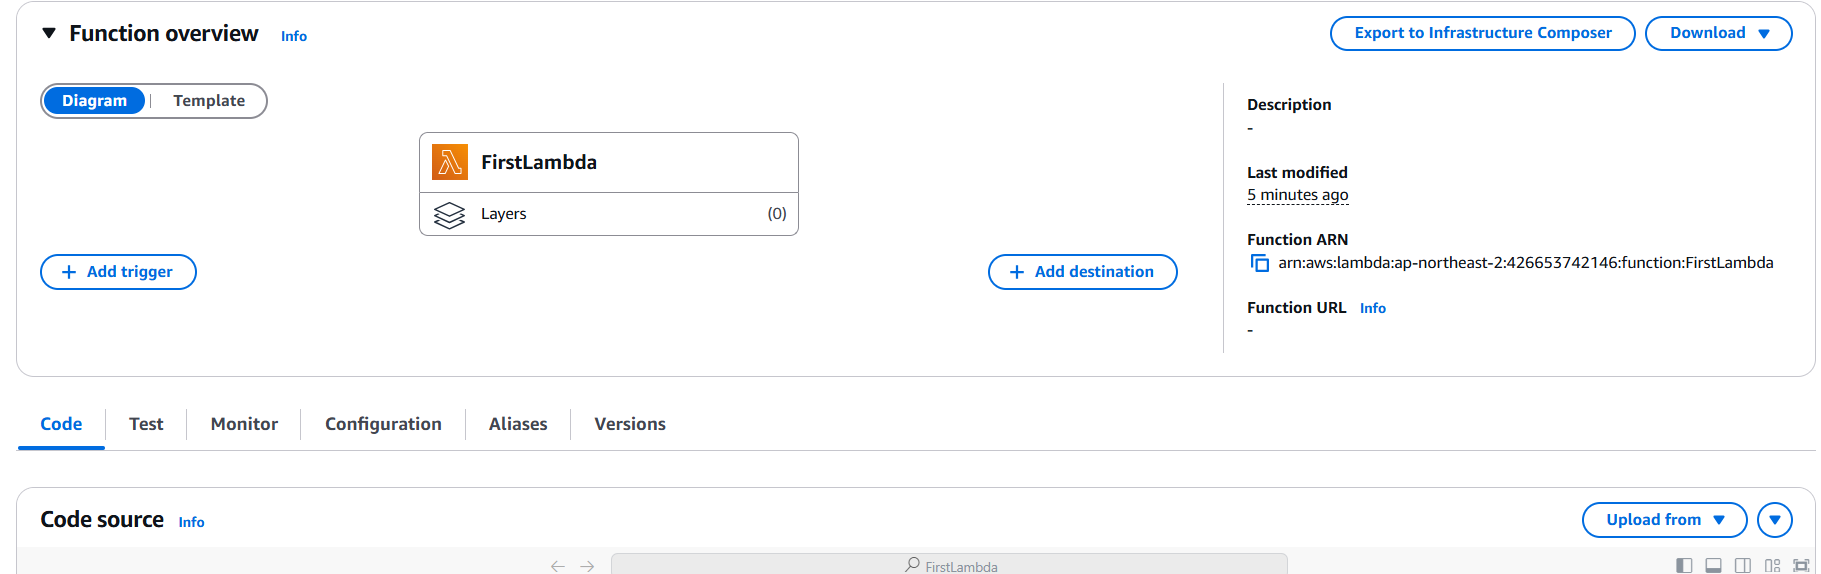 Function overview Info
Export to Infrastructure Composer
Download
Diagram
Template
FirstLambda
Layers (0)
+ Add trigger
+ Add destination
Description
-
Last modified
5 minutes ago
Function ARN
arn:aws:lambda:ap-northeast-2:426653742146:function:FirstLambda
Function URL Info
-
Code
Test
Monitor
Configuration
Aliases
Versions
Code source Info
Upload from
FirstLambda